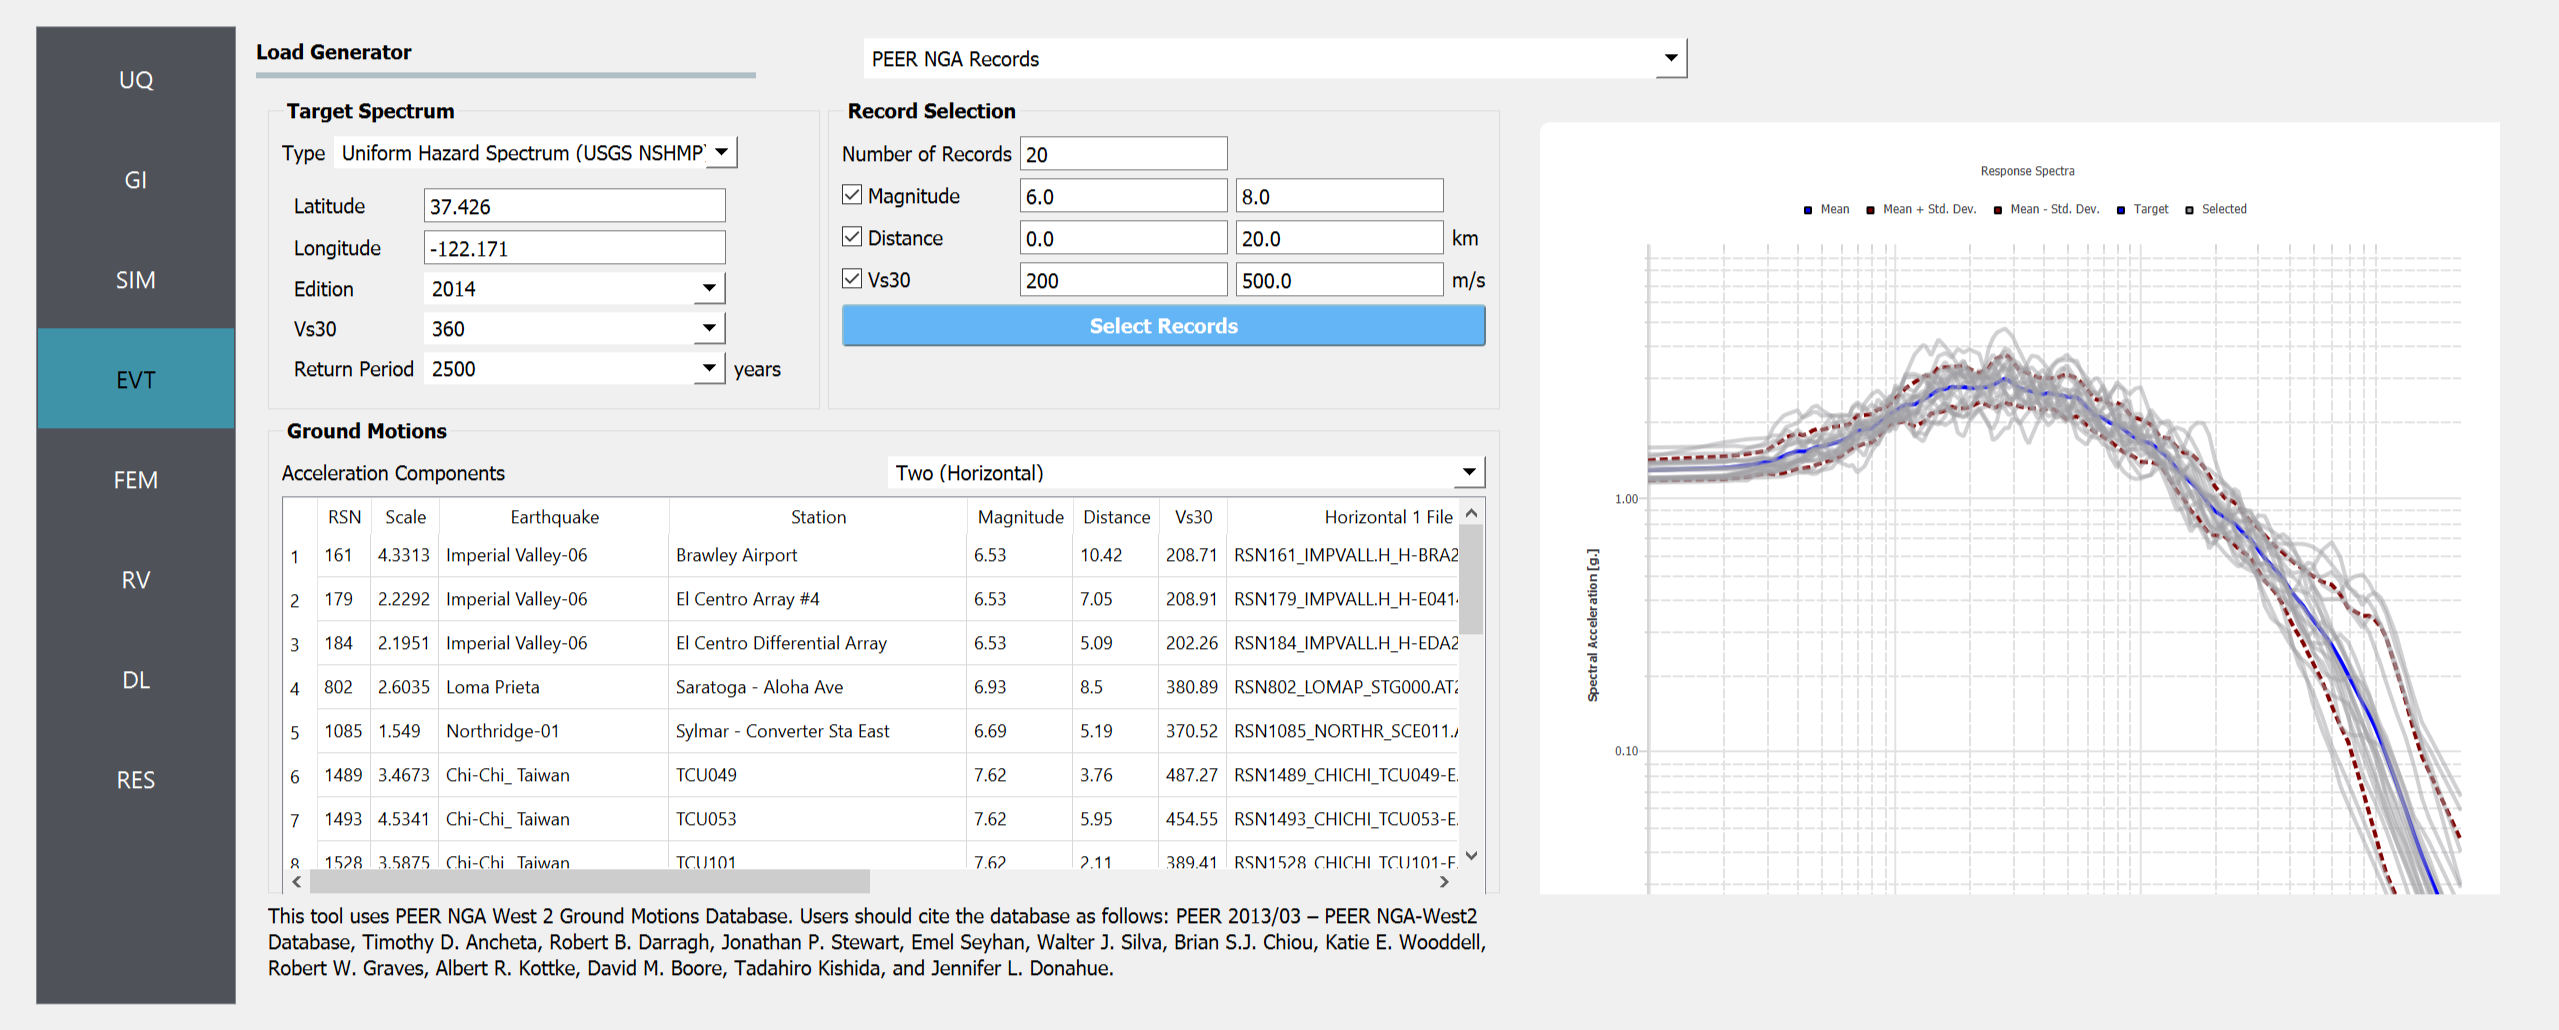 UQ
GI
SIM
EVT
FEM
RV
DL
RES
Load Generator
PEER NGA Records
Target Spectrum
Type Uniform Hazard Spectrum (USGS NSHMP)
Latitude 37.426
Longitude -122.171
Edition 2014
Vs30 360
Return Period 2500 years
Record Selection
Number of Records 20
Magnitude 6.0 8.0
Distance 0.0 20.0 km
Vs30 200 500.0 m/s
Select Records
Ground Motions
Acceleration Components Two (Horizontal)
RSN Scale Earthquake Station Magnitude Distance Vs30 Horizontal 1 File
1 161 4.3313 Imperial Valley-06 Brawley Airport 6.53 10.42 208.71 RSN161_IMPVALL.H_H-BRA2
2 179 2.2292 Imperial Valley-06 El Centro Array #4 6.53 7.05 208.91 RSN179_IMPVALL.H_H-E041
3 184 2.1951 Imperial Valley-06 El Centro Differential Array 6.53 5.09 202.26 RSN184_IMPVALL.H_H-EDA2
4 802 2.6035 Loma Prieta Saratoga - Aloha Ave 6.93 8.5 380.89 RSN802_LOMAP_STG000.AT2
5 1085 1.549 Northridge-01 Sylmar - Converter Sta East 6.69 5.19 370.52 RSN1085_NORTHR_SCE011.A
6 1489 3.4673 Chi-Chi_ Taiwan TCU049 7.62 3.76 487.27 RSN1489_CHICHI_TCU049-E.
7 1493 4.5341 Chi-Chi_ Taiwan TCU053 7.62 5.95 454.55 RSN1493_CHICHI_TCU053-E.
8 1528 3.5875 Chi-Chi_ Taiwan TCU101 7.62 2.11 389.41 RSN1528_CHICHI_TCU101-E.
This tool uses PEER NGA West 2 Ground Motions Database. Users should cite the database as follows: PEER 2013/03 – PEER NGA-West2
Database, Timothy D. Ancheta, Robert B. Darragh, Jonathan P. Stewart, Emel Seyhan, Walter J. Silva, Brian S.J. Chiou, Katie E. Wooddell,
Robert W. Graves, Albert R. Kottke, David M. Boore, Tadahiro Kishida, and Jennifer L. Donahue.
Response Spectra
Mean Mean + Std. Dev. Mean - Std. Dev. Target Selected
1.00
0.10
Spectral Acceleration [g.]